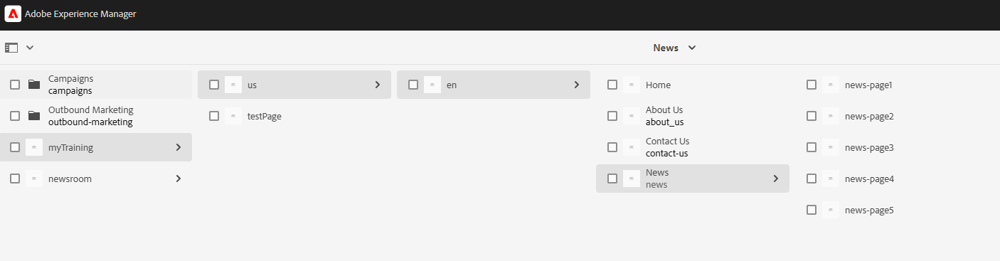 Adobe Experience Manager
News
Campaigns
campaigns
Outbound Marketing
outbound-marketing
myTraining
newsroom
us
testPage
en
Home
About Us
about_us
Contact Us
contact-us
News
news
news-page1
news-page2
news-page3
news-page4
news-page5